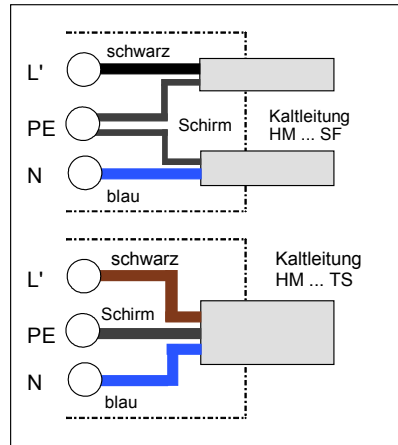 schwarz
L'
PE
Schirm
Kaltleitung
HM ... SF
N
blau
schwarz
Kaltleitung
HM ... TS
L'
Schirm
PE
N
blau